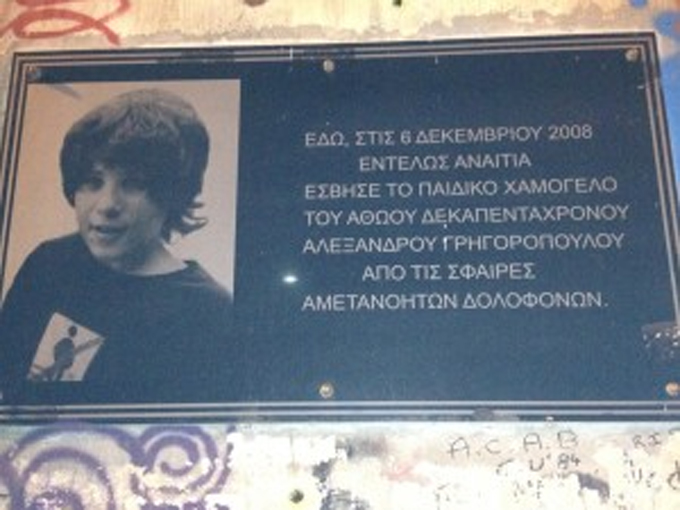 ΕΔΩ, ΣΤΙΣ 6 ΔΕΚΕΜΒΡΙΟΥ 2008
ΕΝΤΕΛΩΣ ΑΝΑΙΤΙΑ
ΕΣΒΗΣΕ ΤΟ ΠΑΙΔΙΚΟ ΧΑΜΟΓΕΛΟ
ΤΟΥ ΑΘΩΟΥ ΔΕΚΑΠΕΝΤΑΧΡΟΝΟΥ
ΑΛΕΞΑΝΔΡΟΥ ΓΡΗΓΟΡΟΠΟΥΛΟΥ
ΑΠΟ ΤΙΣ ΣΦΑΙΡΕΣ
ΑΜΕΤΑΝΟΗΤΩΝ ΔΟΛΟΦΟΝΩΝ.
A.C A.B